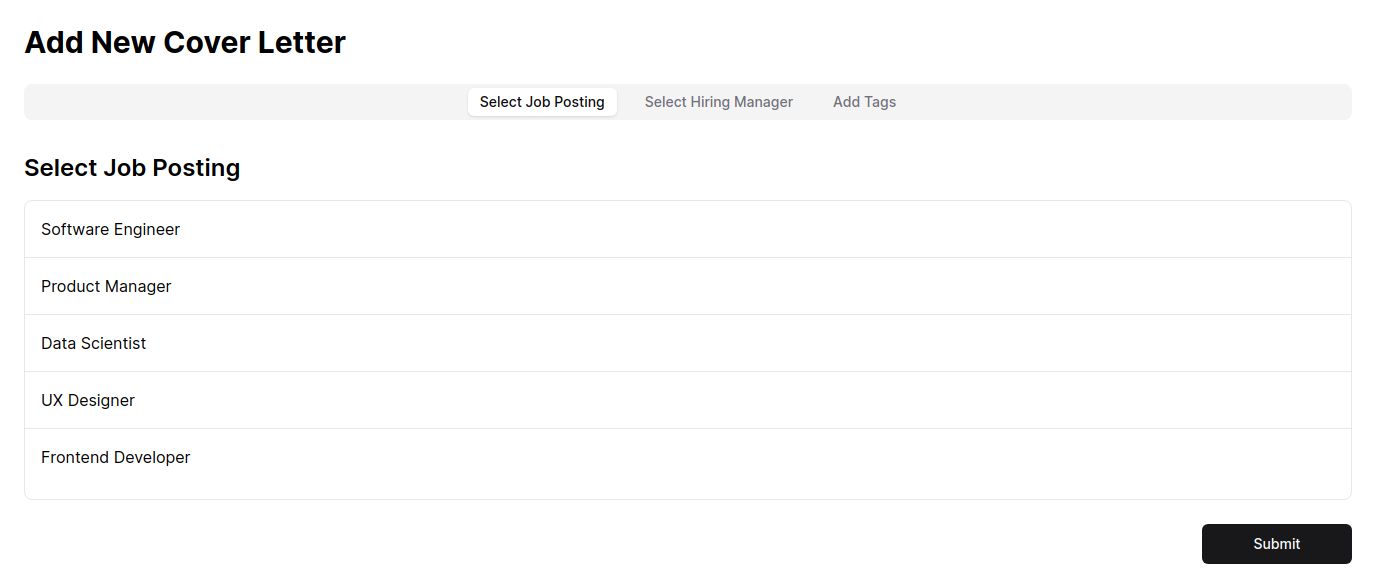 Add New Cover Letter
Select Job Posting Select Hiring Manager Add Tags
Select Job Posting
Software Engineer
Product Manager
Data Scientist
UX Designer
Frontend Developer
Submit